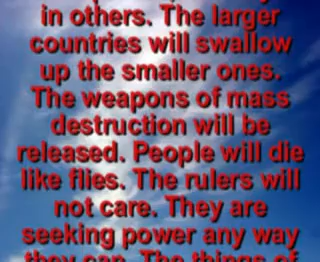 in others. The larger
countries will swallow
up the smaller ones.
The weapons of mass
destruction will be
released. People will die
like flies. The rulers will
not care. They are
seeking power any way
they can. The things of